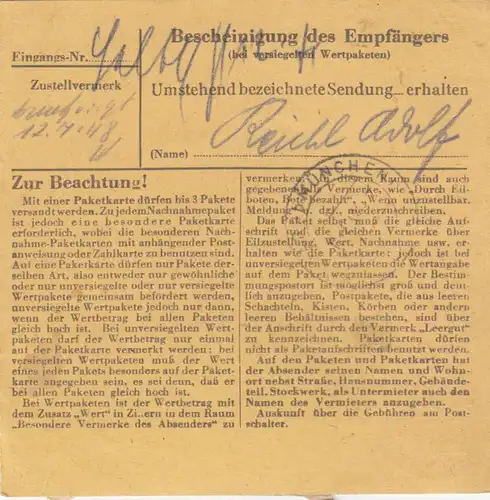 Bescheinigung des Empfängers
(bei versiegelten Wertpaketen)
Eingangs-Nr.
Zustellvermerk
12.4.48
Umstehend bezeichnete Sendung... erhalten
Reichl Adolf
(Name)
MÜNCHEN
Zur Beachtung!
Mit einer Paketkarte dürfen bis 3 Pakete
versandt werden. Zu jedem Nachnahmepaket
ist jedoch eine besondere Paketkarte
erforderlich, wobei die besonderen Nach-
nahme-Paketkarten mit anhängender Post-
anweisung oder Zahlkarte zu benutzen sind.
Auf eine Paketkarte dürfen nur Pakete der-
selben Art, also entweder nur gewöhnliche
oder nur unversiegelte oder nur versiegelte
Wertpakete gemeinsam befördert werden,
unversiegelte Wertpakete jedoch nur dann,
wenn der Wertbetrag bei allen Paketen
gleich hoch ist. Bei unversiegelten Wert-
paketen darf der Wertbetrag nur einmal
auf der Paketkarte vermerkt werden: bei
versiegelten Wertpaketen muß der Wert
eines jeden Pakets besonders auf der Paket-
karte angegeben sein, es sei denn, daß er
bei allen Paketen gleich hoch ist.
Bei Wertpaketen ist der Wertbetrag mit
dem Zusatz „Wert" in Zi..ern in dem Raum
„Besondere Vermerke des Absenders" zu
vermerken. In diesem Raum sind auch
gegebenenfalls Vermerke, wie „Durch Eil-
boten, Bote bezahlt", „Wenn unzustellbar,
Meldung" u. dgl. niederzuschreiben.
Das Paket selbst muß die gleiche Auf-
schrift und die gleichen Vermerke über
Eilzustellung, Wert, Nachnahme usw. er-
halten wie die Paketkarte: jedoch ist bei
unversiegelten Wertpaketen die Wertangabe
auf dem Paket wegzulassen. Der Bestim-
mungspostort ist möglichst groß und deut-
lich anzugeben. Postpakete, die aus leeren
Schachteln, Kisten, Körben oder andern
leeren Behältnissen bestehen, sind über
der Anschrift durch den Vermerk „Leergut"
zu kennzeichnen. Paketkarten dürfen
nicht als Paketaufschriften benutzt werden.
Auf den Paketen und Paketkarten hat
der Absender seinen Namen und Wohn-
ort nebst Straße, Hausnummer, Gebäude-
teil, Stockwerk, als Untermieter auch den
Namen des Vermieters anzugeben.
Auskunft über die Gebühren am Post-
schalter.